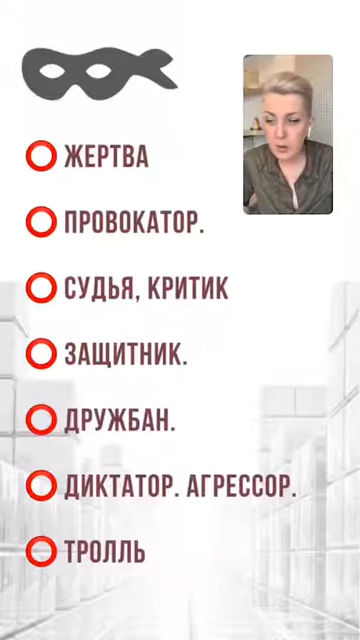 ЖЕРТВА
ПРОВОКАТОР.
СУДЬЯ, КРИТИК
ЗАЩИТНИК.
ДРУЖБАН.
ДИКТАТОР. АГРЕССОР.
ТРОЛЛЬ